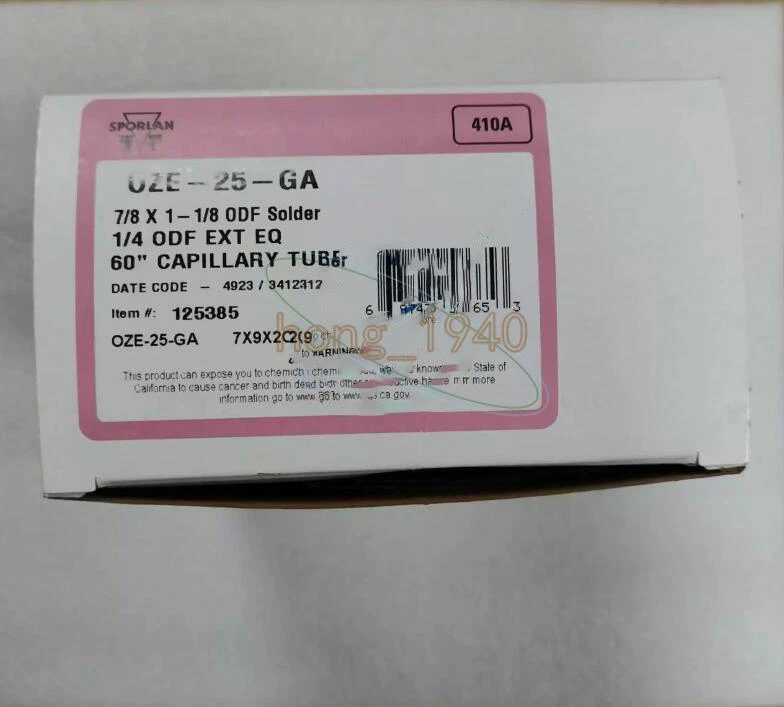 SPORLAN
410A
OZE-25-GA
7/8 X 1-1/8 ODF Solder
1/4 ODF EXT EQ
60" CAPILLARY
DATE CODE - 4923 / 3412312
Item #: 125385
OZE-25-GA
hong_1940
to WARNING
This product can expose you to State of
California to cause cancer and birth more
information go to ca.gov